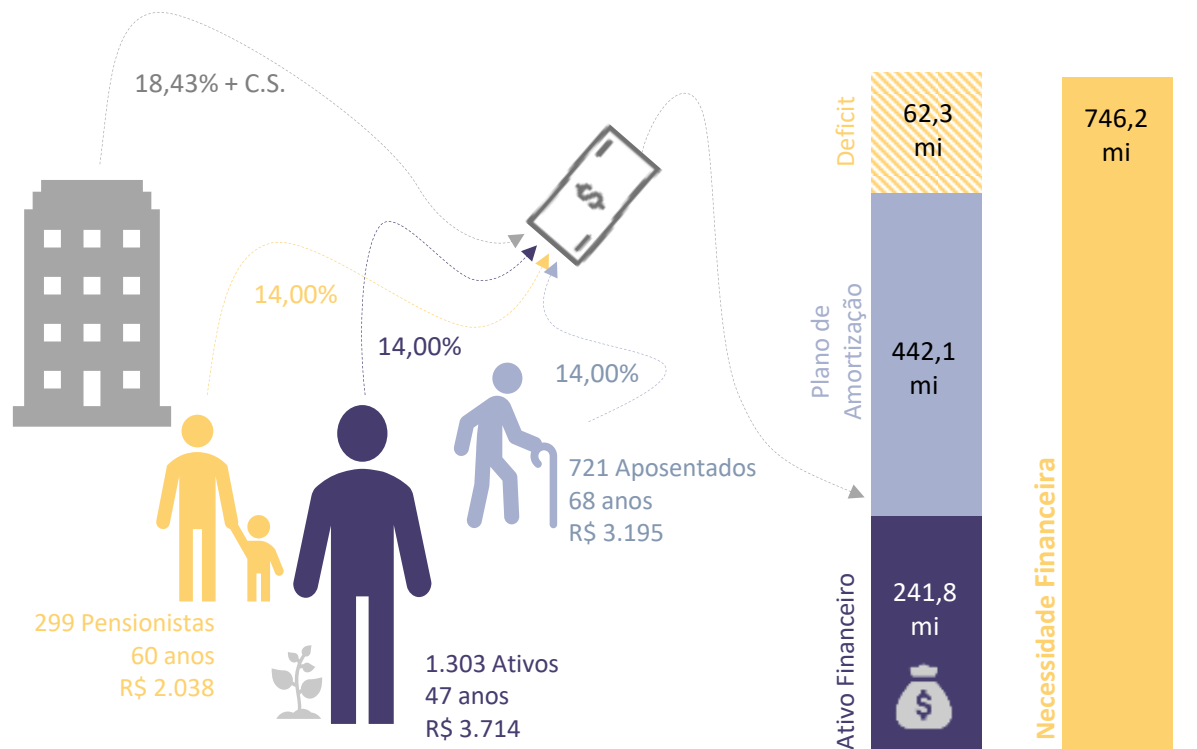 18,43% + C.S.
14,00%
14,00%
14,00%
721 Aposentados
68 anos
R$ 3.195
299 Pensionistas
60 anos
R$ 2.038
1.303 Ativos
47 anos
R$ 3.714
$
Deficit
62,3
mi
Plano de
Amortização
442,1
mi
Ativo Financeiro
241,8
mi
$
Necessidade Financeira
746,2
mi